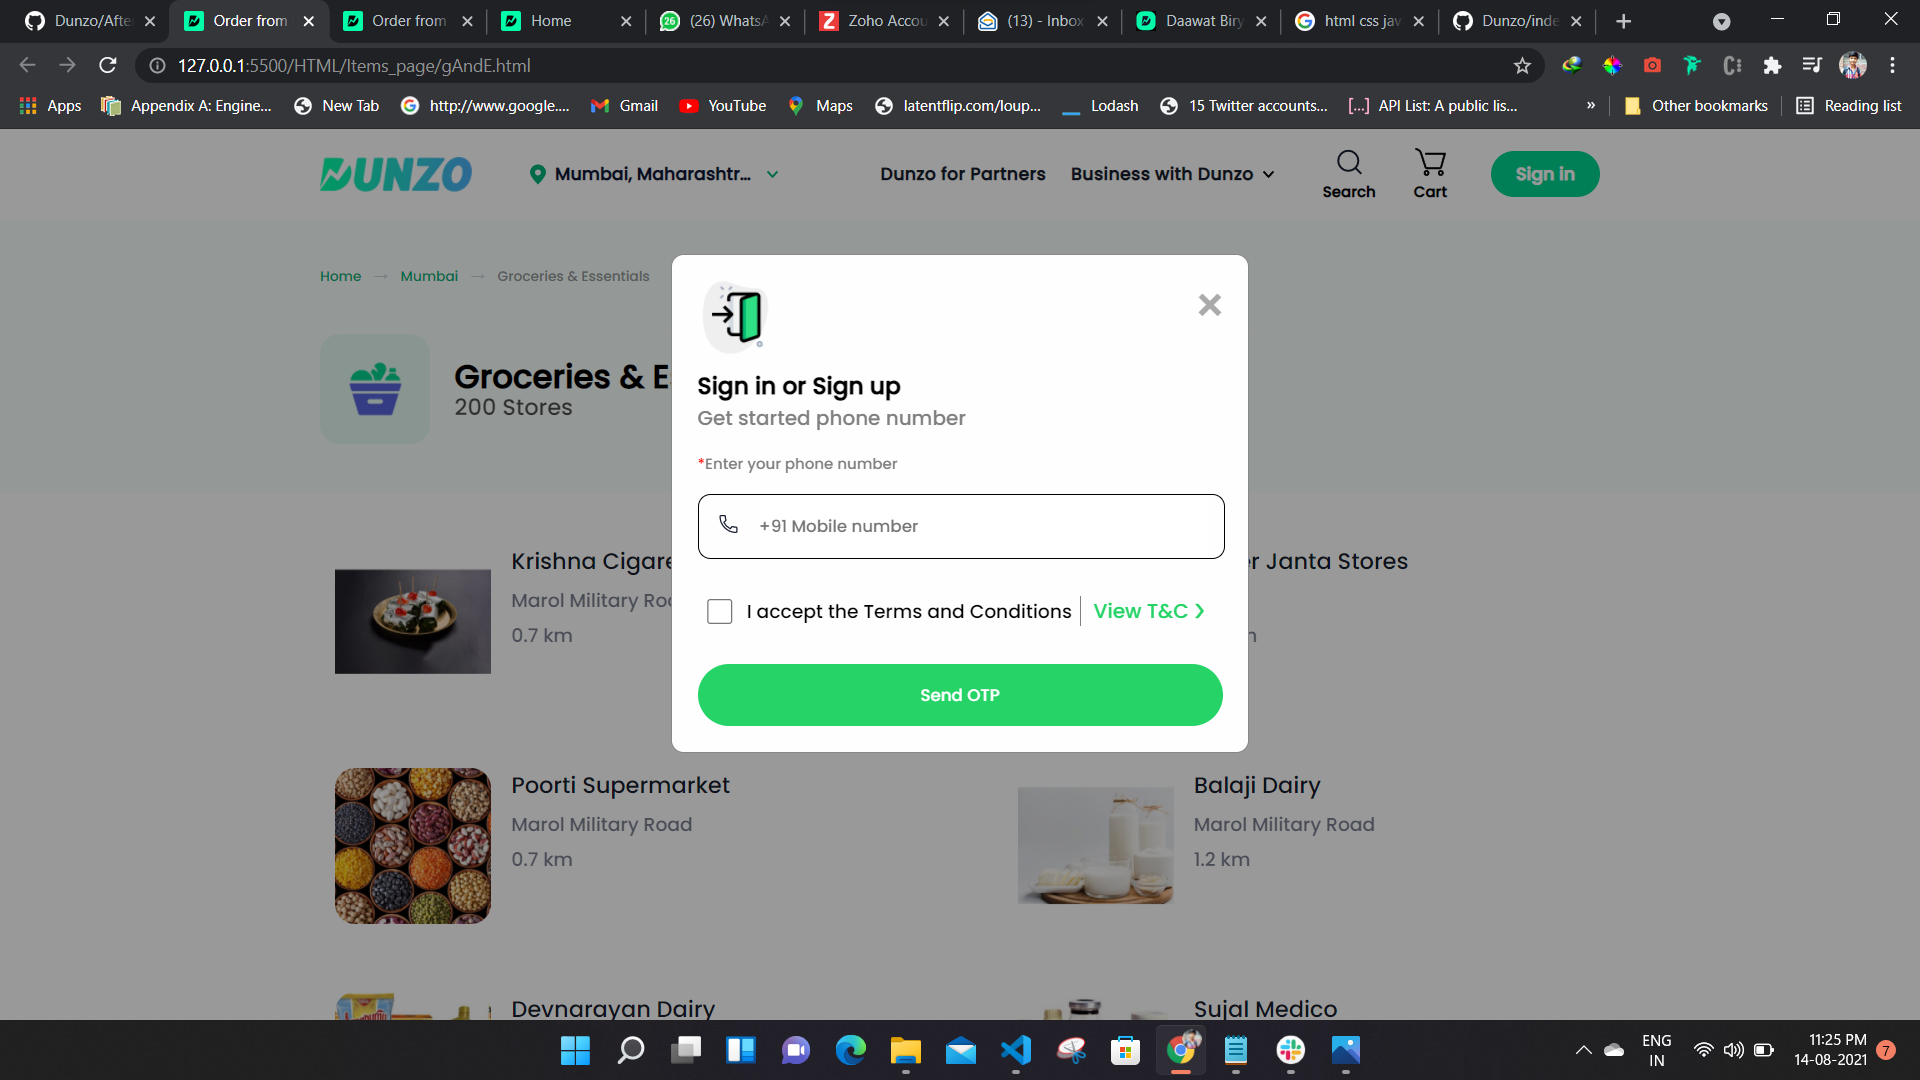 Dunzo/Afte
Order from
Order from
Home
(26) WhatsA
Zoho Accou
(13) - Inbox
Daawat Biry
html css jav
Dunzo/inde
127.0.0.1:5500/HTML/Items_page/gAndE.html
Apps
Appendix A: Engine...
New Tab
http://www.google....
Gmail
YouTube
Maps
latentflip.com/loup...
Lodash
15 Twitter accounts...
API List: A public lis...
»
Other bookmarks
Reading list
DUNZO
Mumbai, Maharashtr...
Dunzo for Partners
Business with Dunzo
Search
Cart
Sign in
Home → Mumbai → Groceries & Essentials
Groceries & E
200 Stores
Sign in or Sign up
Get started phone number
*Enter your phone number
+91 Mobile number
I accept the Terms and Conditions
View T&C ❯
Send OTP
Krishna Cigare
Marol Military Roa
0.7 km
r Janta Stores
Poorti Supermarket
Marol Military Road
0.7 km
Balaji Dairy
Marol Military Road
1.2 km
Devnarayan Dairy
Sujal Medico
ENG
IN
11:25 PM
14-08-2021
7